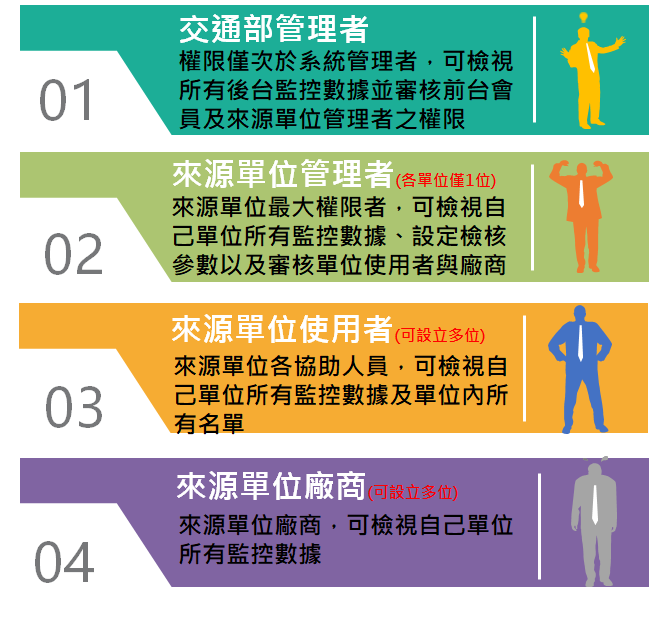 01
交通部管理者
權限僅次於系統管理者，可檢視
所有後台監控數據並審核前台會
員及來源單位管理者之權限
02
來源單位管理者(各單位僅1位)
來源單位最大權限者，可檢視自
己單位所有監控數據、設定檢核
參數以及審核單位使用者與廠商
03
來源單位使用者(可設立多位)
來源單位各協助人員，可檢視自
己單位所有監控數據及單位內所
有名單
04
來源單位廠商(可設立多位)
來源單位廠商，可檢視自己單位
所有監控數據